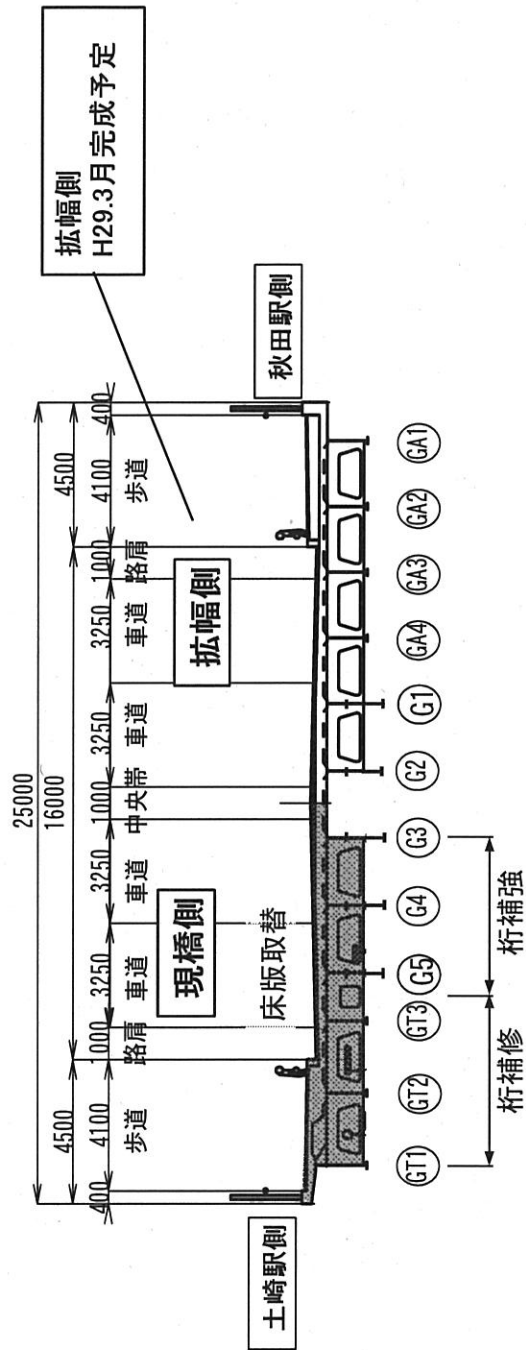 25000
4500
16000
4500
400
4100
1000
3250
3250
1000
3250
3250
1000
4100
400
歩道
路肩
車道
車道
中央帯
車道
車道
路肩
歩道
拡幅側
H29.3月完成予定
現橋側
拡幅側
床版取替
土崎駅側
秋田駅側
GT1
GT2
GT3
G5
G4
G3
G2
G1
GA4
GA3
GA2
GA1
桁補修
桁補強